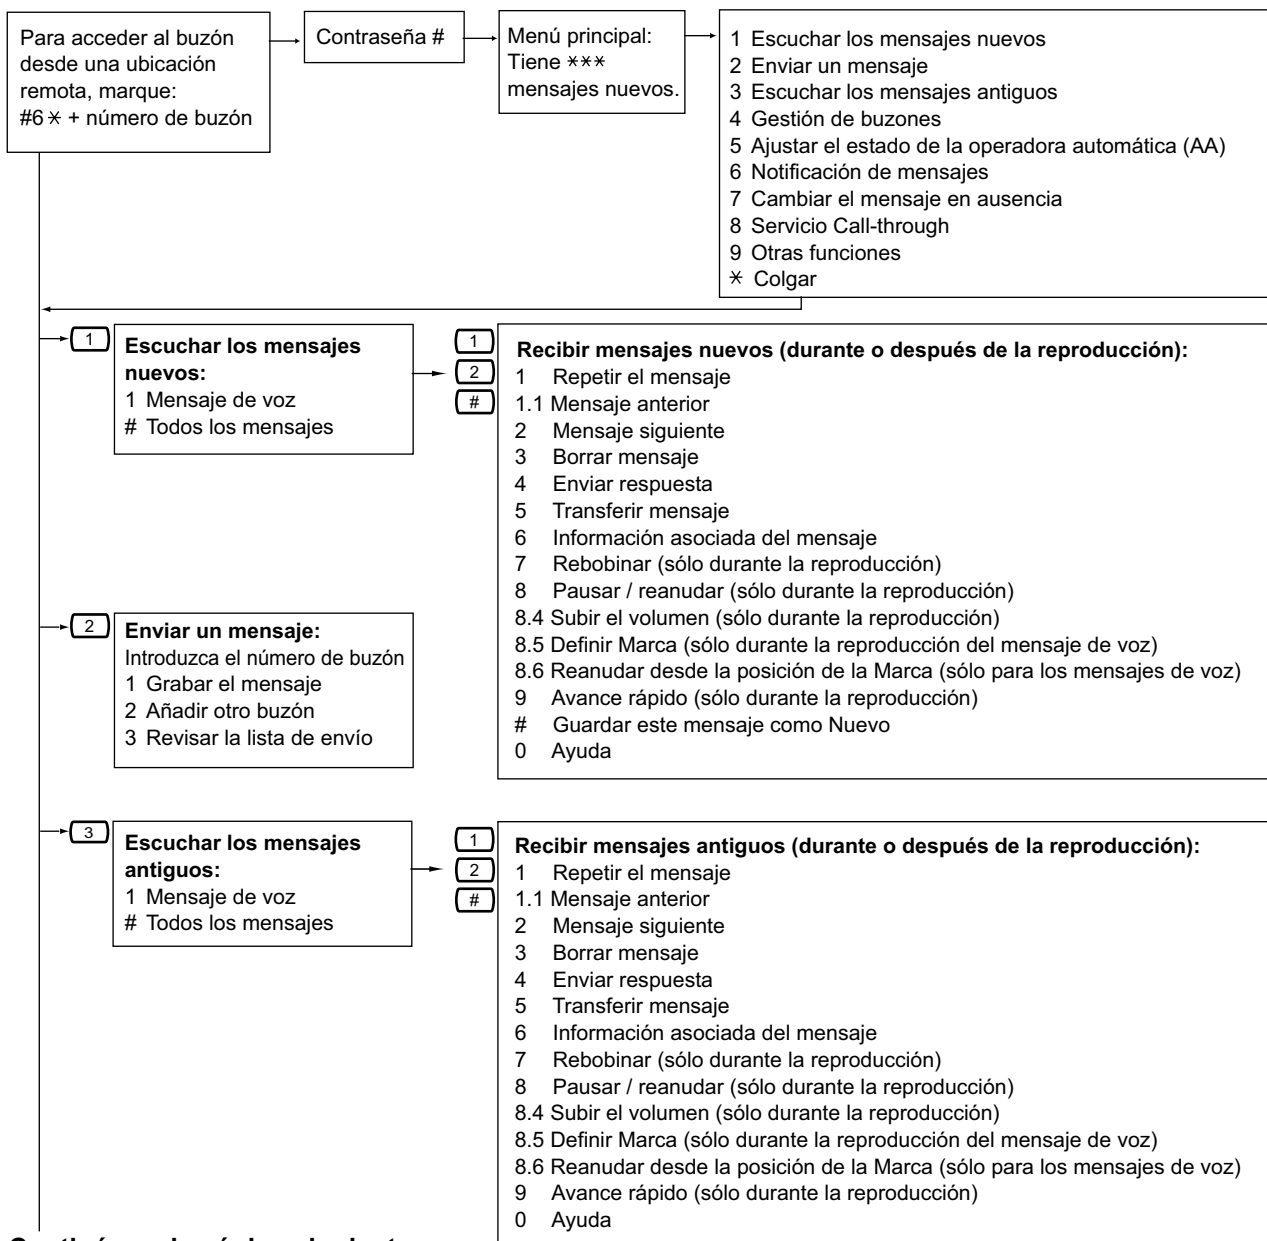 Para acceder al buzón
desde una ubicación
remota, marque:
#6* + número de buzón
Contraseña #
Menú principal:
Tiene ***
mensajes nuevos.
1 Escuchar los mensajes nuevos
2 Enviar un mensaje
3 Escuchar los mensajes antiguos
4 Gestión de buzones
5 Ajustar el estado de la operadora automática (AA)
6 Notificación de mensajes
7 Cambiar el mensaje en ausencia
8 Servicio Call-through
9 Otras funciones
* Colgar
1
Escuchar los mensajes
nuevos:
1 Mensaje de voz
# Todos los mensajes
1
2
#
Recibir mensajes nuevos (durante o después de la reproducción):
1 Repetir el mensaje
1.1 Mensaje anterior
2 Mensaje siguiente
3 Borrar mensaje
4 Enviar respuesta
5 Transferir mensaje
6 Información asociada del mensaje
7 Rebobinar (sólo durante la reproducción)
8 Pausar / reanudar (sólo durante la reproducción)
8.4 Subir el volumen (sólo durante la reproducción)
8.5 Definir Marca (sólo durante la reproducción del mensaje de voz)
8.6 Reanudar desde la posición de la Marca (sólo para los mensajes de voz)
9 Avance rápido (sólo durante la reproducción)
# Guardar este mensaje como Nuevo
0 Ayuda
2
Enviar un mensaje:
Introduzca el número de buzón
1 Grabar el mensaje
2 Añadir otro buzón
3 Revisar la lista de envío
3
Escuchar los mensajes
antiguos:
1 Mensaje de voz
# Todos los mensajes
1
2
#
Recibir mensajes antiguos (durante o después de la reproducción):
1 Repetir el mensaje
1.1 Mensaje anterior
2 Mensaje siguiente
3 Borrar mensaje
4 Enviar respuesta
5 Transferir mensaje
6 Información asociada del mensaje
7 Rebobinar (sólo durante la reproducción)
8 Pausar / reanudar (sólo durante la reproducción)
8.4 Subir el volumen (sólo durante la reproducción)
8.5 Definir Marca (sólo durante la reproducción del mensaje de voz)
8.6 Reanudar desde la posición de la Marca (sólo para los mensajes de voz)
9 Avance rápido (sólo durante la reproducción)
0 Ayuda